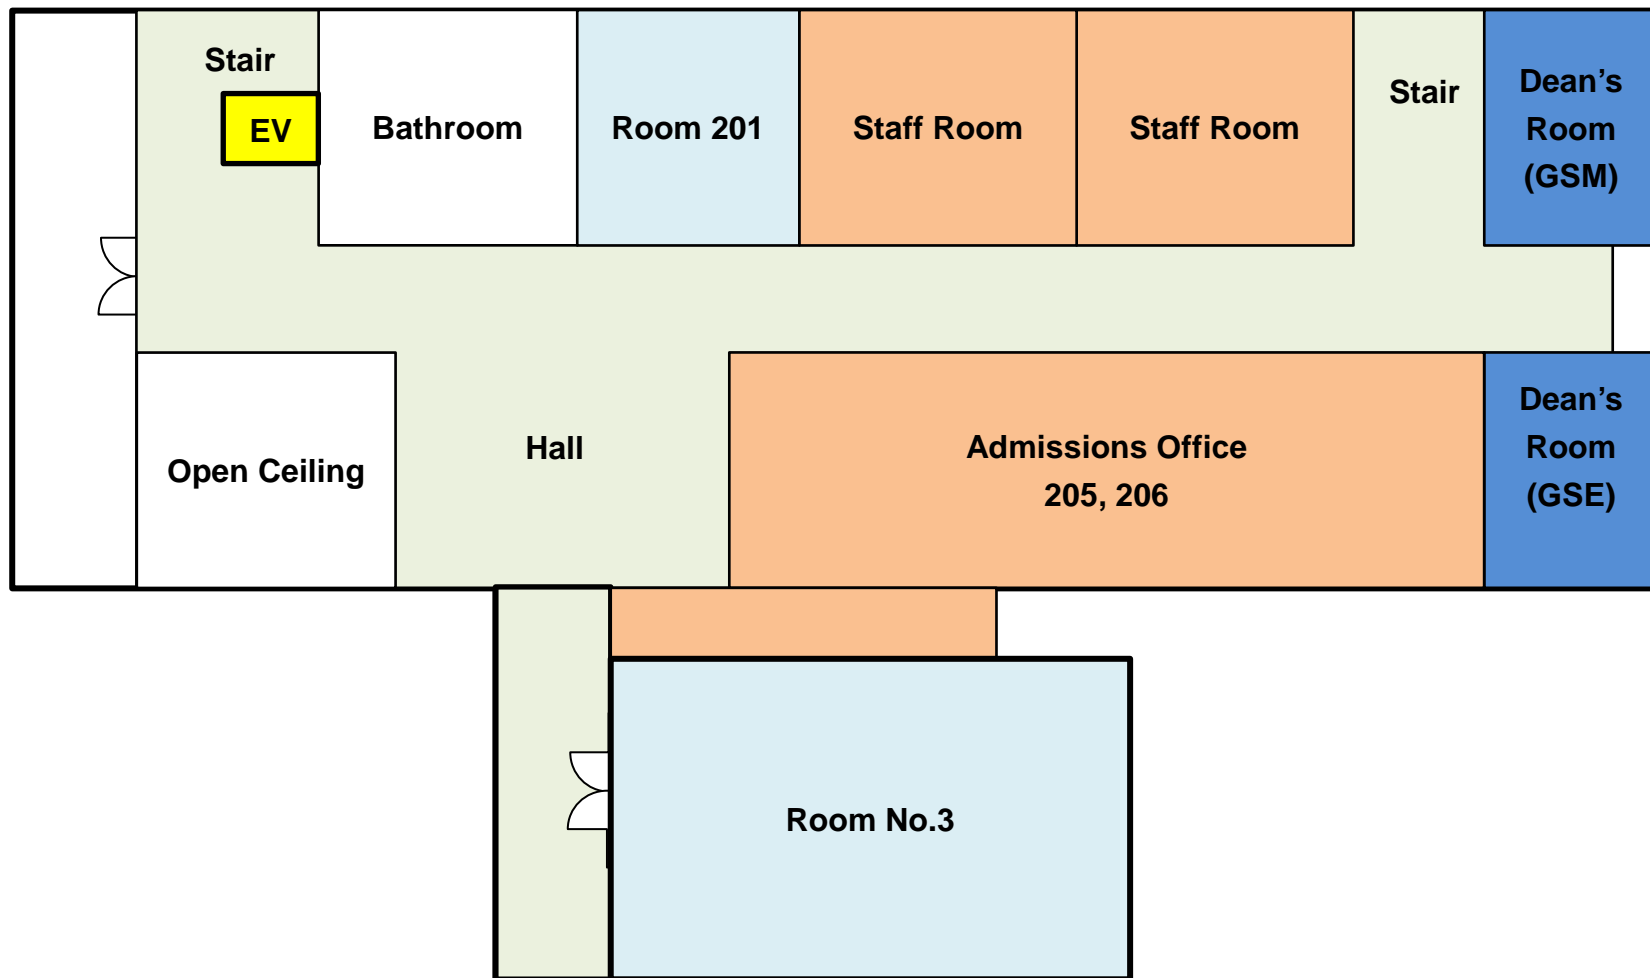 Stair
EV
Bathroom
Room 201
Staff Room
Staff Room
Stair
Dean’s
Room
(GSM)
Open Ceiling
Hall
Admissions Office
205, 206
Dean’s
Room
(GSE)
Room No.3